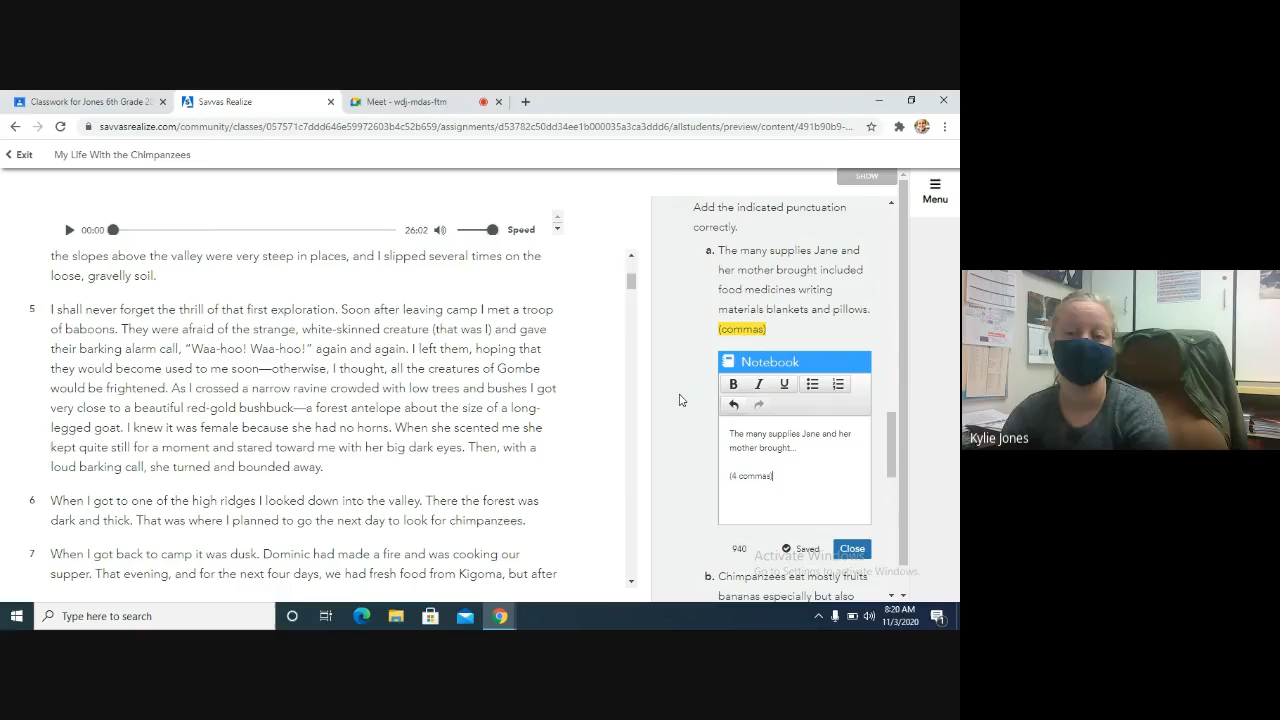 Classwork for Jones 6th Grade 2
Savvas Realize
Meet - wdj-mdas-ftm
savvasrealize.com/community/classes/057571c7ddd646e59972603b4c52b659/assignments/d53782c50dd34ee1b000035a3ca3ddd6/allstudents/preview/content/491b90b9-...
Exit
My Life With the Chimpanzees
SHOW
Menu
00:00
26:02
Speed
the slopes above the valley were very steep in places, and I slipped several times on the
loose, gravelly soil.
5 I shall never forget the thrill of that first exploration. Soon after leaving camp I met a troop
of baboons. They were afraid of the strange, white-skinned creature (that was I) and gave
their barking alarm call, “Waa-hoo! Waa-hoo!” again and again. I left them, hoping that
they would become used to me soon—otherwise, I thought, all the creatures of Gombe
would be frightened. As I crossed a narrow ravine crowded with low trees and bushes I got
very close to a beautiful red-gold bushbuck—a forest antelope about the size of a long-
legged goat. I knew it was female because she had no horns. When she scented me she
kept quite still for a moment and stared toward me with her big dark eyes. Then, with a
loud barking call, she turned and bounded away.
6 When I got to one of the high ridges I looked down into the valley. There the forest was
dark and thick. That was where I planned to go the next day to look for chimpanzees.
7 When I got back to camp it was dusk. Dominic had made a fire and was cooking our
supper. That evening, and for the next four days, we had fresh food from Kigoma, but after
Add the indicated punctuation
correctly.
a. The many supplies Jane and
her mother brought included
food medicines writing
materials blankets and pillows.
(commas)
Notebook
B I U
The many supplies Jane and her
mother brought...
(4 commas)
940 Saved Close
Activate Windows
Go to Settings to activate Windows.
b. Chimpanzees eat mostly fruits
bananas especially but also
Type here to search
8:20 AM
11/3/2020
Kylie Jones